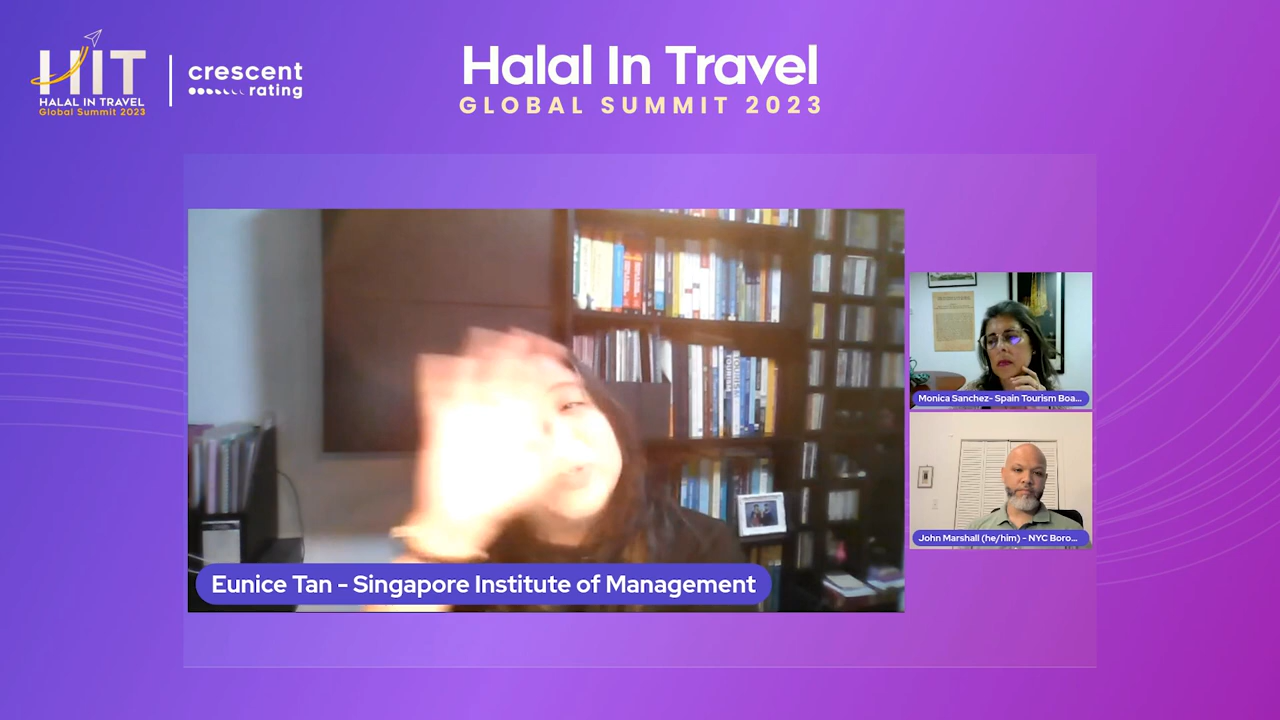 HiT
HALAL IN TRAVEL
Global Summit 2023
crescent
rating
Halal In Travel
GLOBAL SUMMIT 2023
TOURISM
Eunice Tan - Singapore Institute of Management
Monica Sanchez- Spain Tourism Boa...
John Marshall (he/him) - NYC Boro...